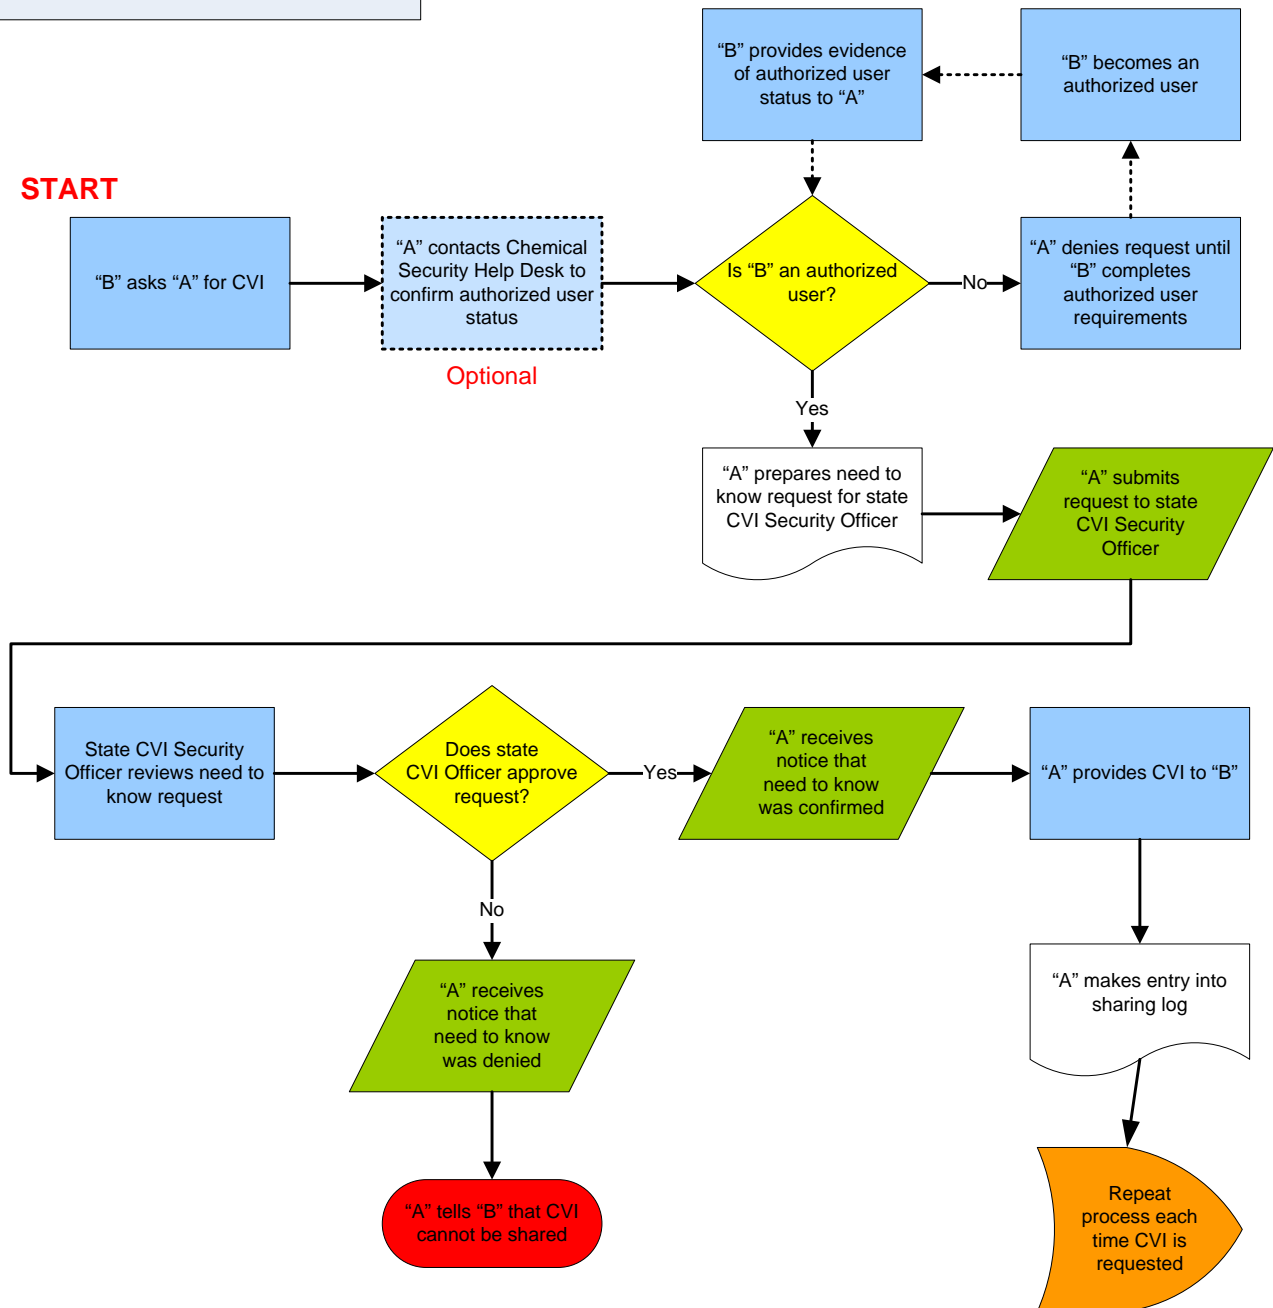 “B” provides evidence
of authorized user
status to “A”
“B” becomes an
authorized user
START
“B” asks “A” for CVI
“A” contacts Chemical
Security Help Desk to
confirm authorized user
status
Optional
Is “B” an authorized
user?
No
“A” denies request until
“B” completes
authorized user
requirements
Yes
“A” prepares need to
know request for state
CVI Security Officer
“A” submits
request to state
CVI Security
Officer
State CVI Security
Officer reviews need to
know request
Does state
CVI Officer approve
request?
Yes
“A” receives
notice that
need to know
was confirmed
“A” provides CVI to “B”
No
“A” receives
notice that
need to know
was denied
“A” makes entry into
sharing log
“A” tells “B” that CVI
cannot be shared
Repeat
process each
time CVI is
requested